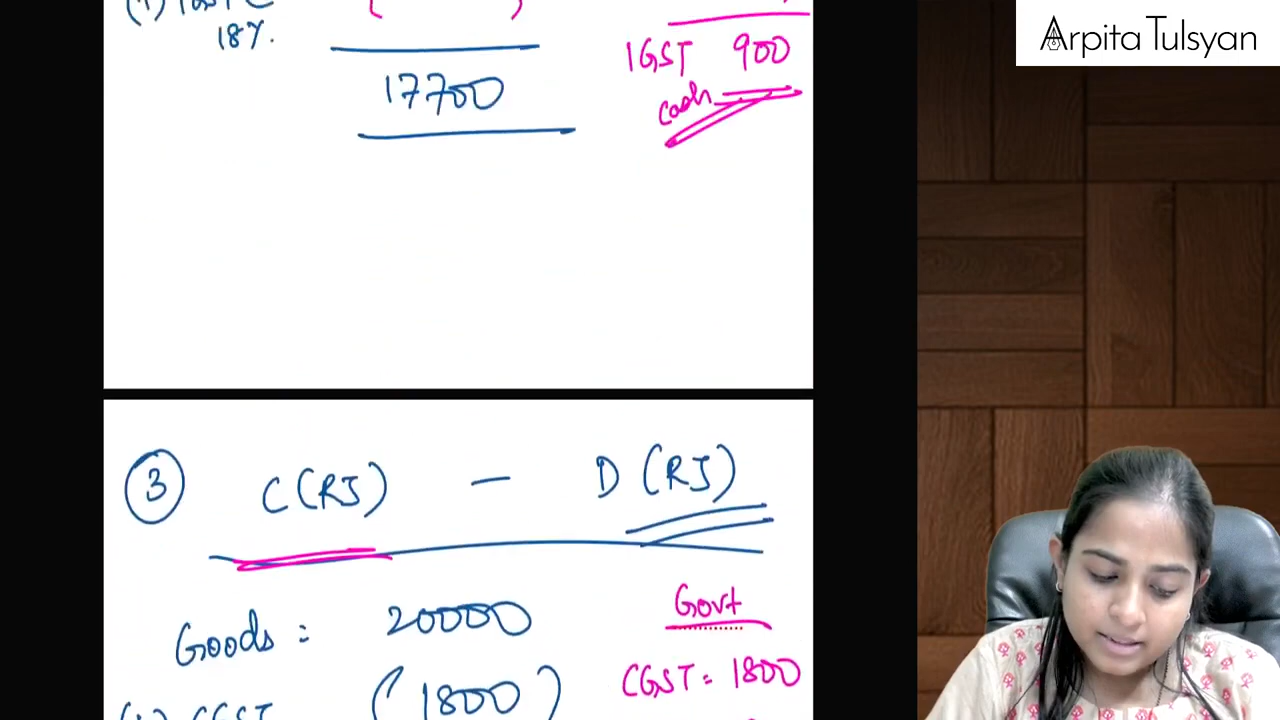 Arpita Tulsyan
18%.
17700
IGST 900
cash
3 C(RJ) — D(RJ)
Goods : 20000
Govt
(1800)
CGST = 1800